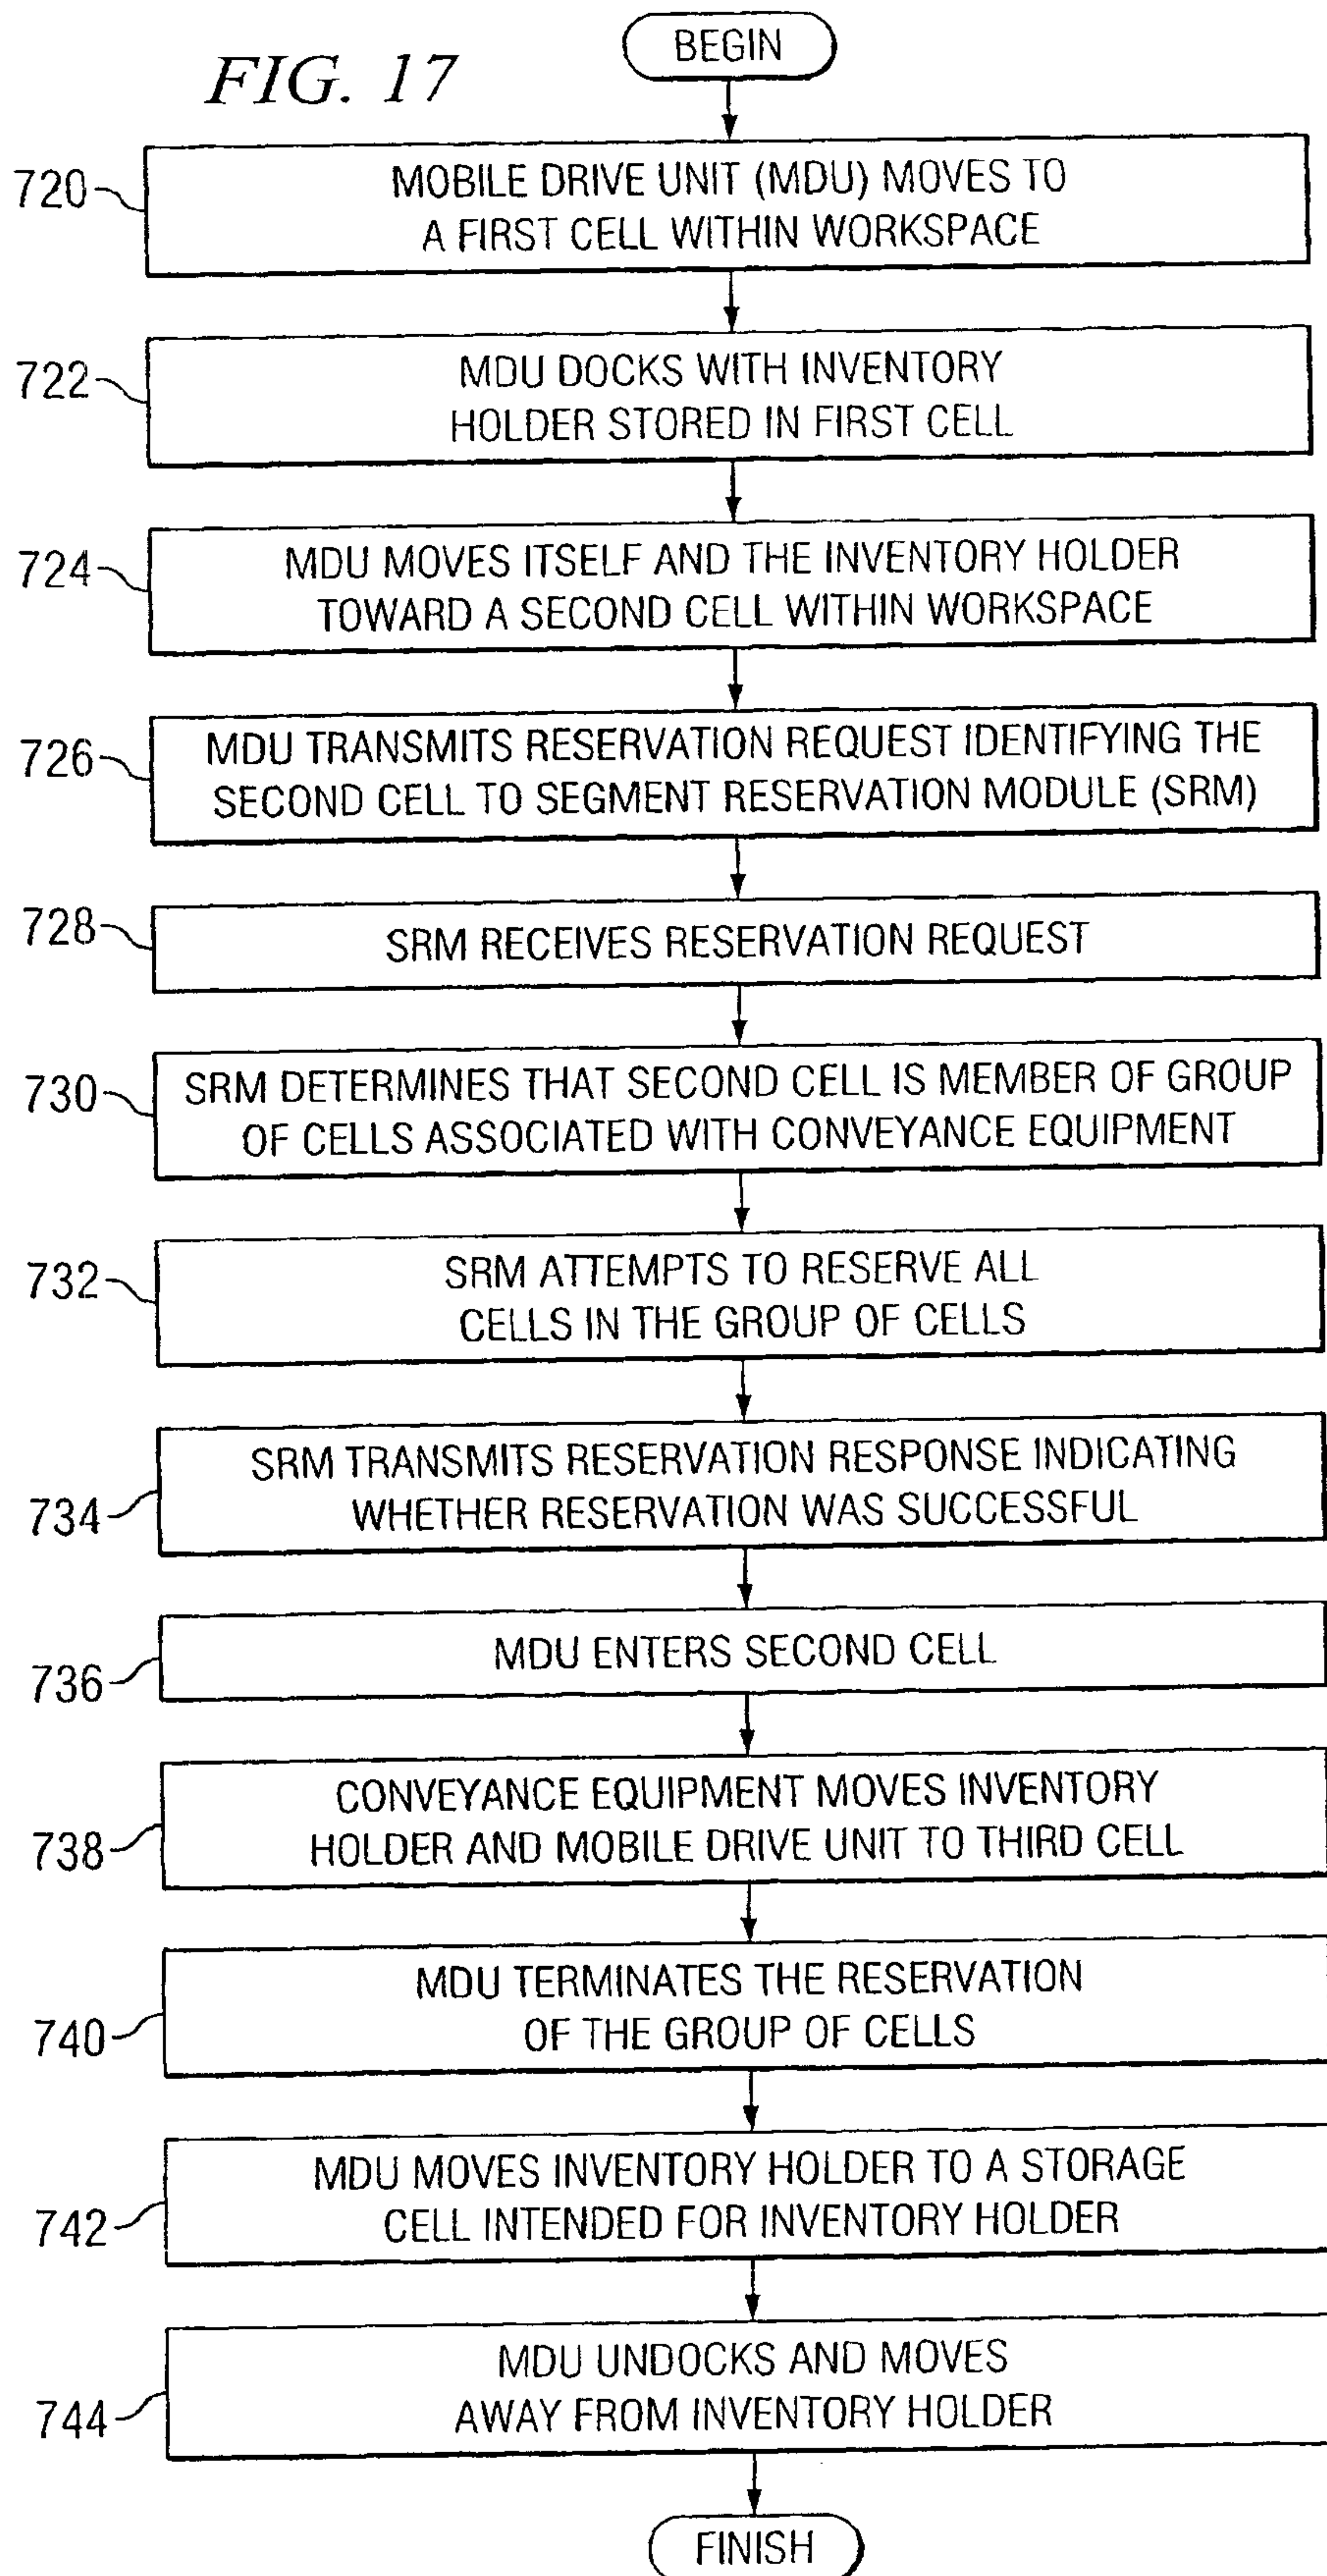 FIG. 17
BEGIN
720
MOBILE DRIVE UNIT (MDU) MOVES TO
A FIRST CELL WITHIN WORKSPACE
722
MDU DOCKS WITH INVENTORY
HOLDER STORED IN FIRST CELL
724
MDU MOVES ITSELF AND THE INVENTORY HOLDER
TOWARD A SECOND CELL WITHIN WORKSPACE
726
MDU TRANSMITS RESERVATION REQUEST IDENTIFYING THE
SECOND CELL TO SEGMENT RESERVATION MODULE (SRM)
728
SRM RECEIVES RESERVATION REQUEST
730
SRM DETERMINES THAT SECOND CELL IS MEMBER OF GROUP
OF CELLS ASSOCIATED WITH CONVEYANCE EQUIPMENT
732
SRM ATTEMPTS TO RESERVE ALL
CELLS IN THE GROUP OF CELLS
734
SRM TRANSMITS RESERVATION RESPONSE INDICATING
WHETHER RESERVATION WAS SUCCESSFUL
736
MDU ENTERS SECOND CELL
738
CONVEYANCE EQUIPMENT MOVES INVENTORY
HOLDER AND MOBILE DRIVE UNIT TO THIRD CELL
740
MDU TERMINATES THE RESERVATION
OF THE GROUP OF CELLS
742
MDU MOVES INVENTORY HOLDER TO A STORAGE
CELL INTENDED FOR INVENTORY HOLDER
744
MDU UNDOCKS AND MOVES
AWAY FROM INVENTORY HOLDER
FINISH